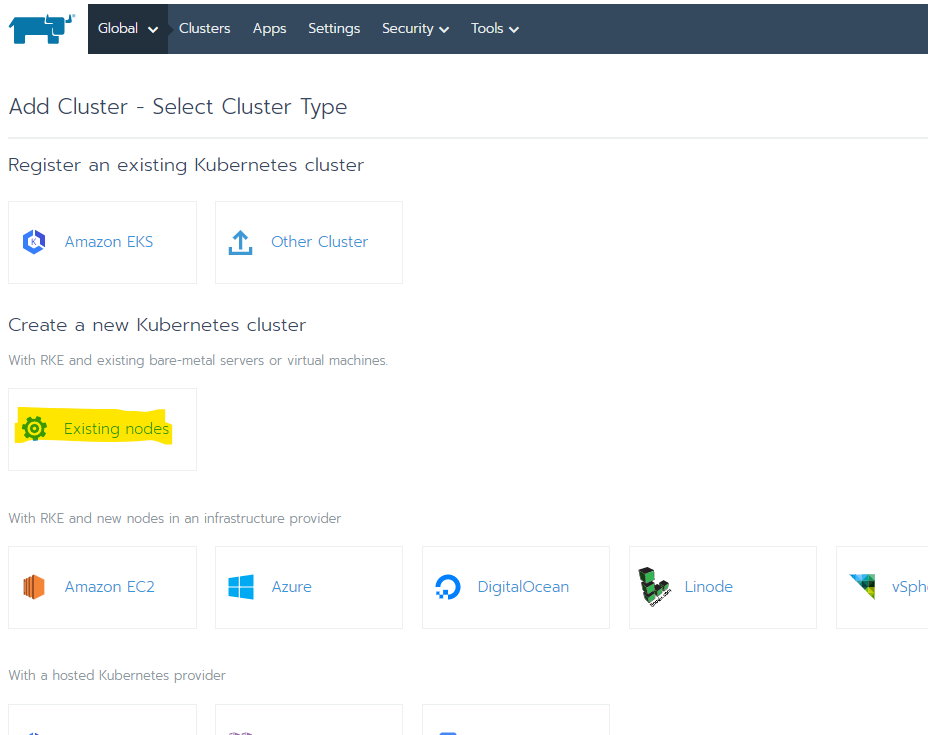 Global Clusters Apps Settings Security Tools
Add Cluster - Select Cluster Type
Register an existing Kubernetes cluster
Amazon EKS Other Cluster
Create a new Kubernetes cluster
With RKE and existing bare-metal servers or virtual machines.
Existing nodes
With RKE and new nodes in an infrastructure provider
Amazon EC2 Azure DigitalOcean Linode vSphe
With a hosted Kubernetes provider